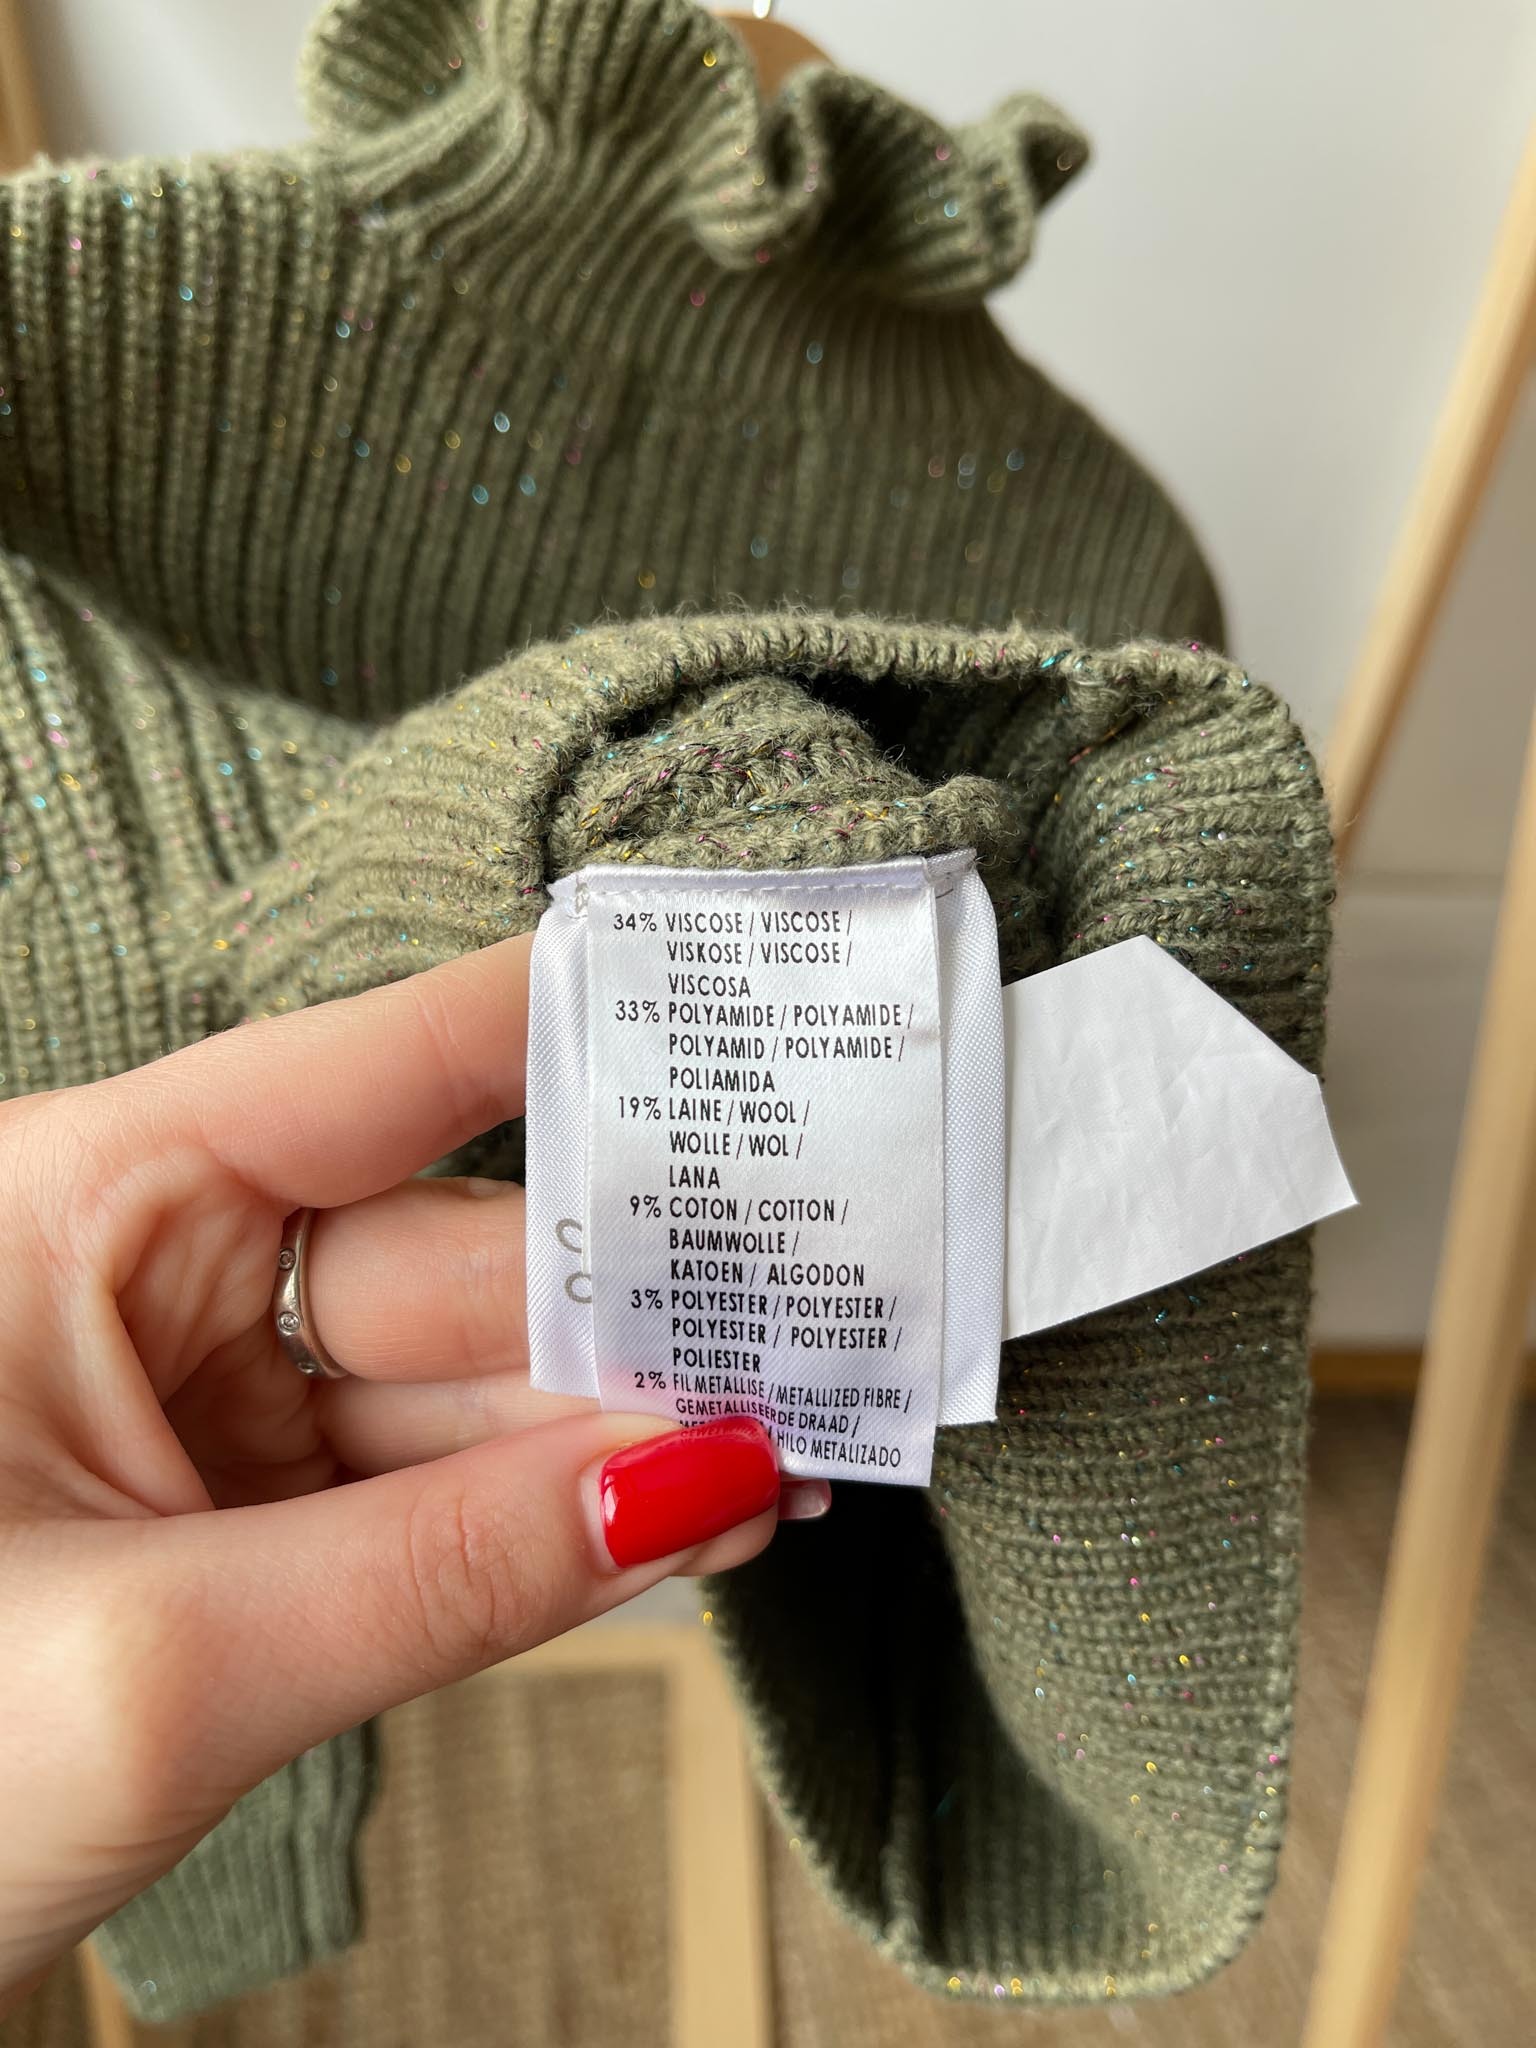 34% VISCOSE / VISCOSE /
VISKOSE / VISCOSE /
VISCOSA
33% POLYAMIDE / POLYAMIDE /
POLYAMID / POLYAMIDE /
POLIAMIDA
19% LAINE / WOOL /
WOLLE / WOL /
LANA
9% COTON / COTTON /
BAUMWOLLE /
KATOEN / ALGODON
3% POLYESTER / POLYESTER /
POLYESTER / POLYESTER /
POLIESTER
2% FIL METALLISE / METALLIZED FIBRE /
GEMETALLISEERDE DRAAD /
/ HILO METALIZADO